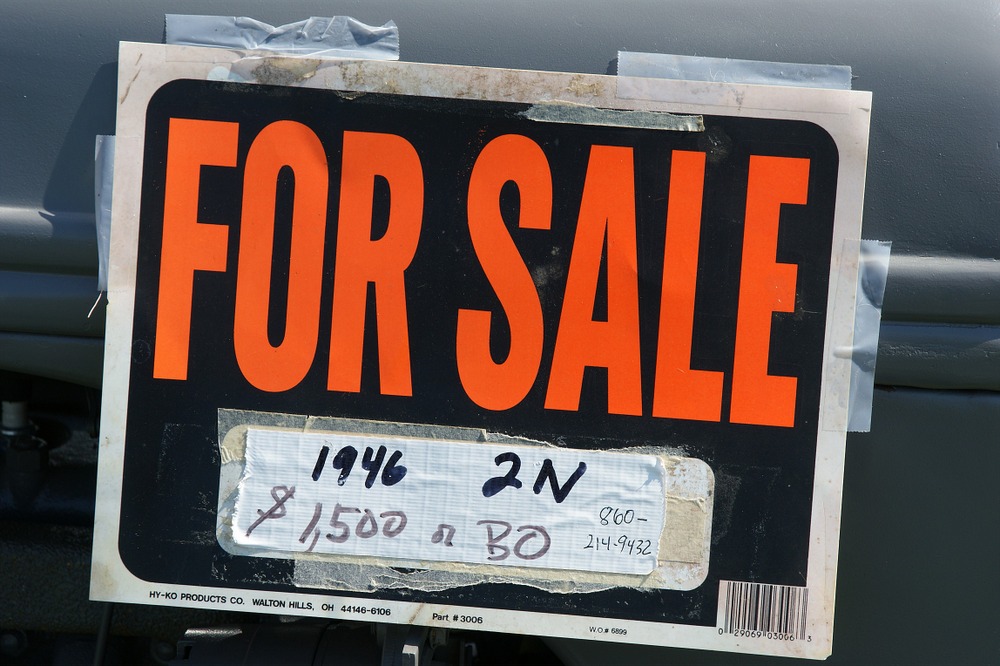 FOR SALE
1946 2N
$1,500 or BO
860-
214-9432
HY-KO PRODUCTS CO. WALTON HILLS, OH 44146-6106
Part # 3006
W.O.# 6899
0 29069 03006 3